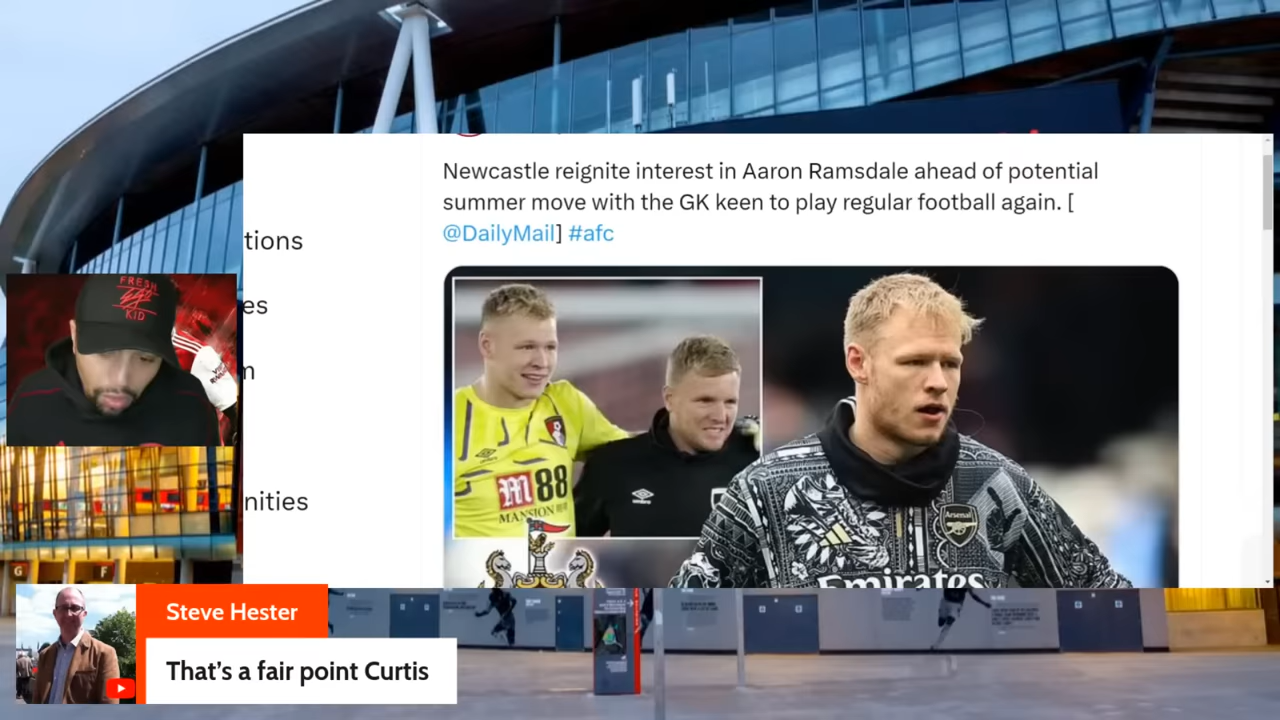 Newcastle reignite interest in Aaron Ramsdale ahead of potential
summer move with the GK keen to play regular football again. [
@DailyMail] #afc
tions
es
m
nities
FRESH
KID
M88
MANSION
Arsenal
Emirates
G
F
Steve Hester
That's a fair point Curtis